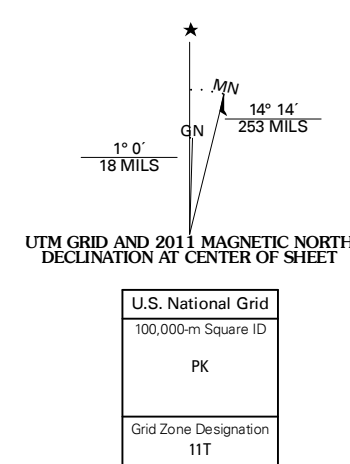 ★
MN
GN
14° 14´
253 MILS
1° 0´
18 MILS
UTM GRID AND 2011 MAGNETIC NORTH
DECLINATION AT CENTER OF SHEET
U.S. National Grid
100,000-m Square ID
PK
Grid Zone Designation
11T